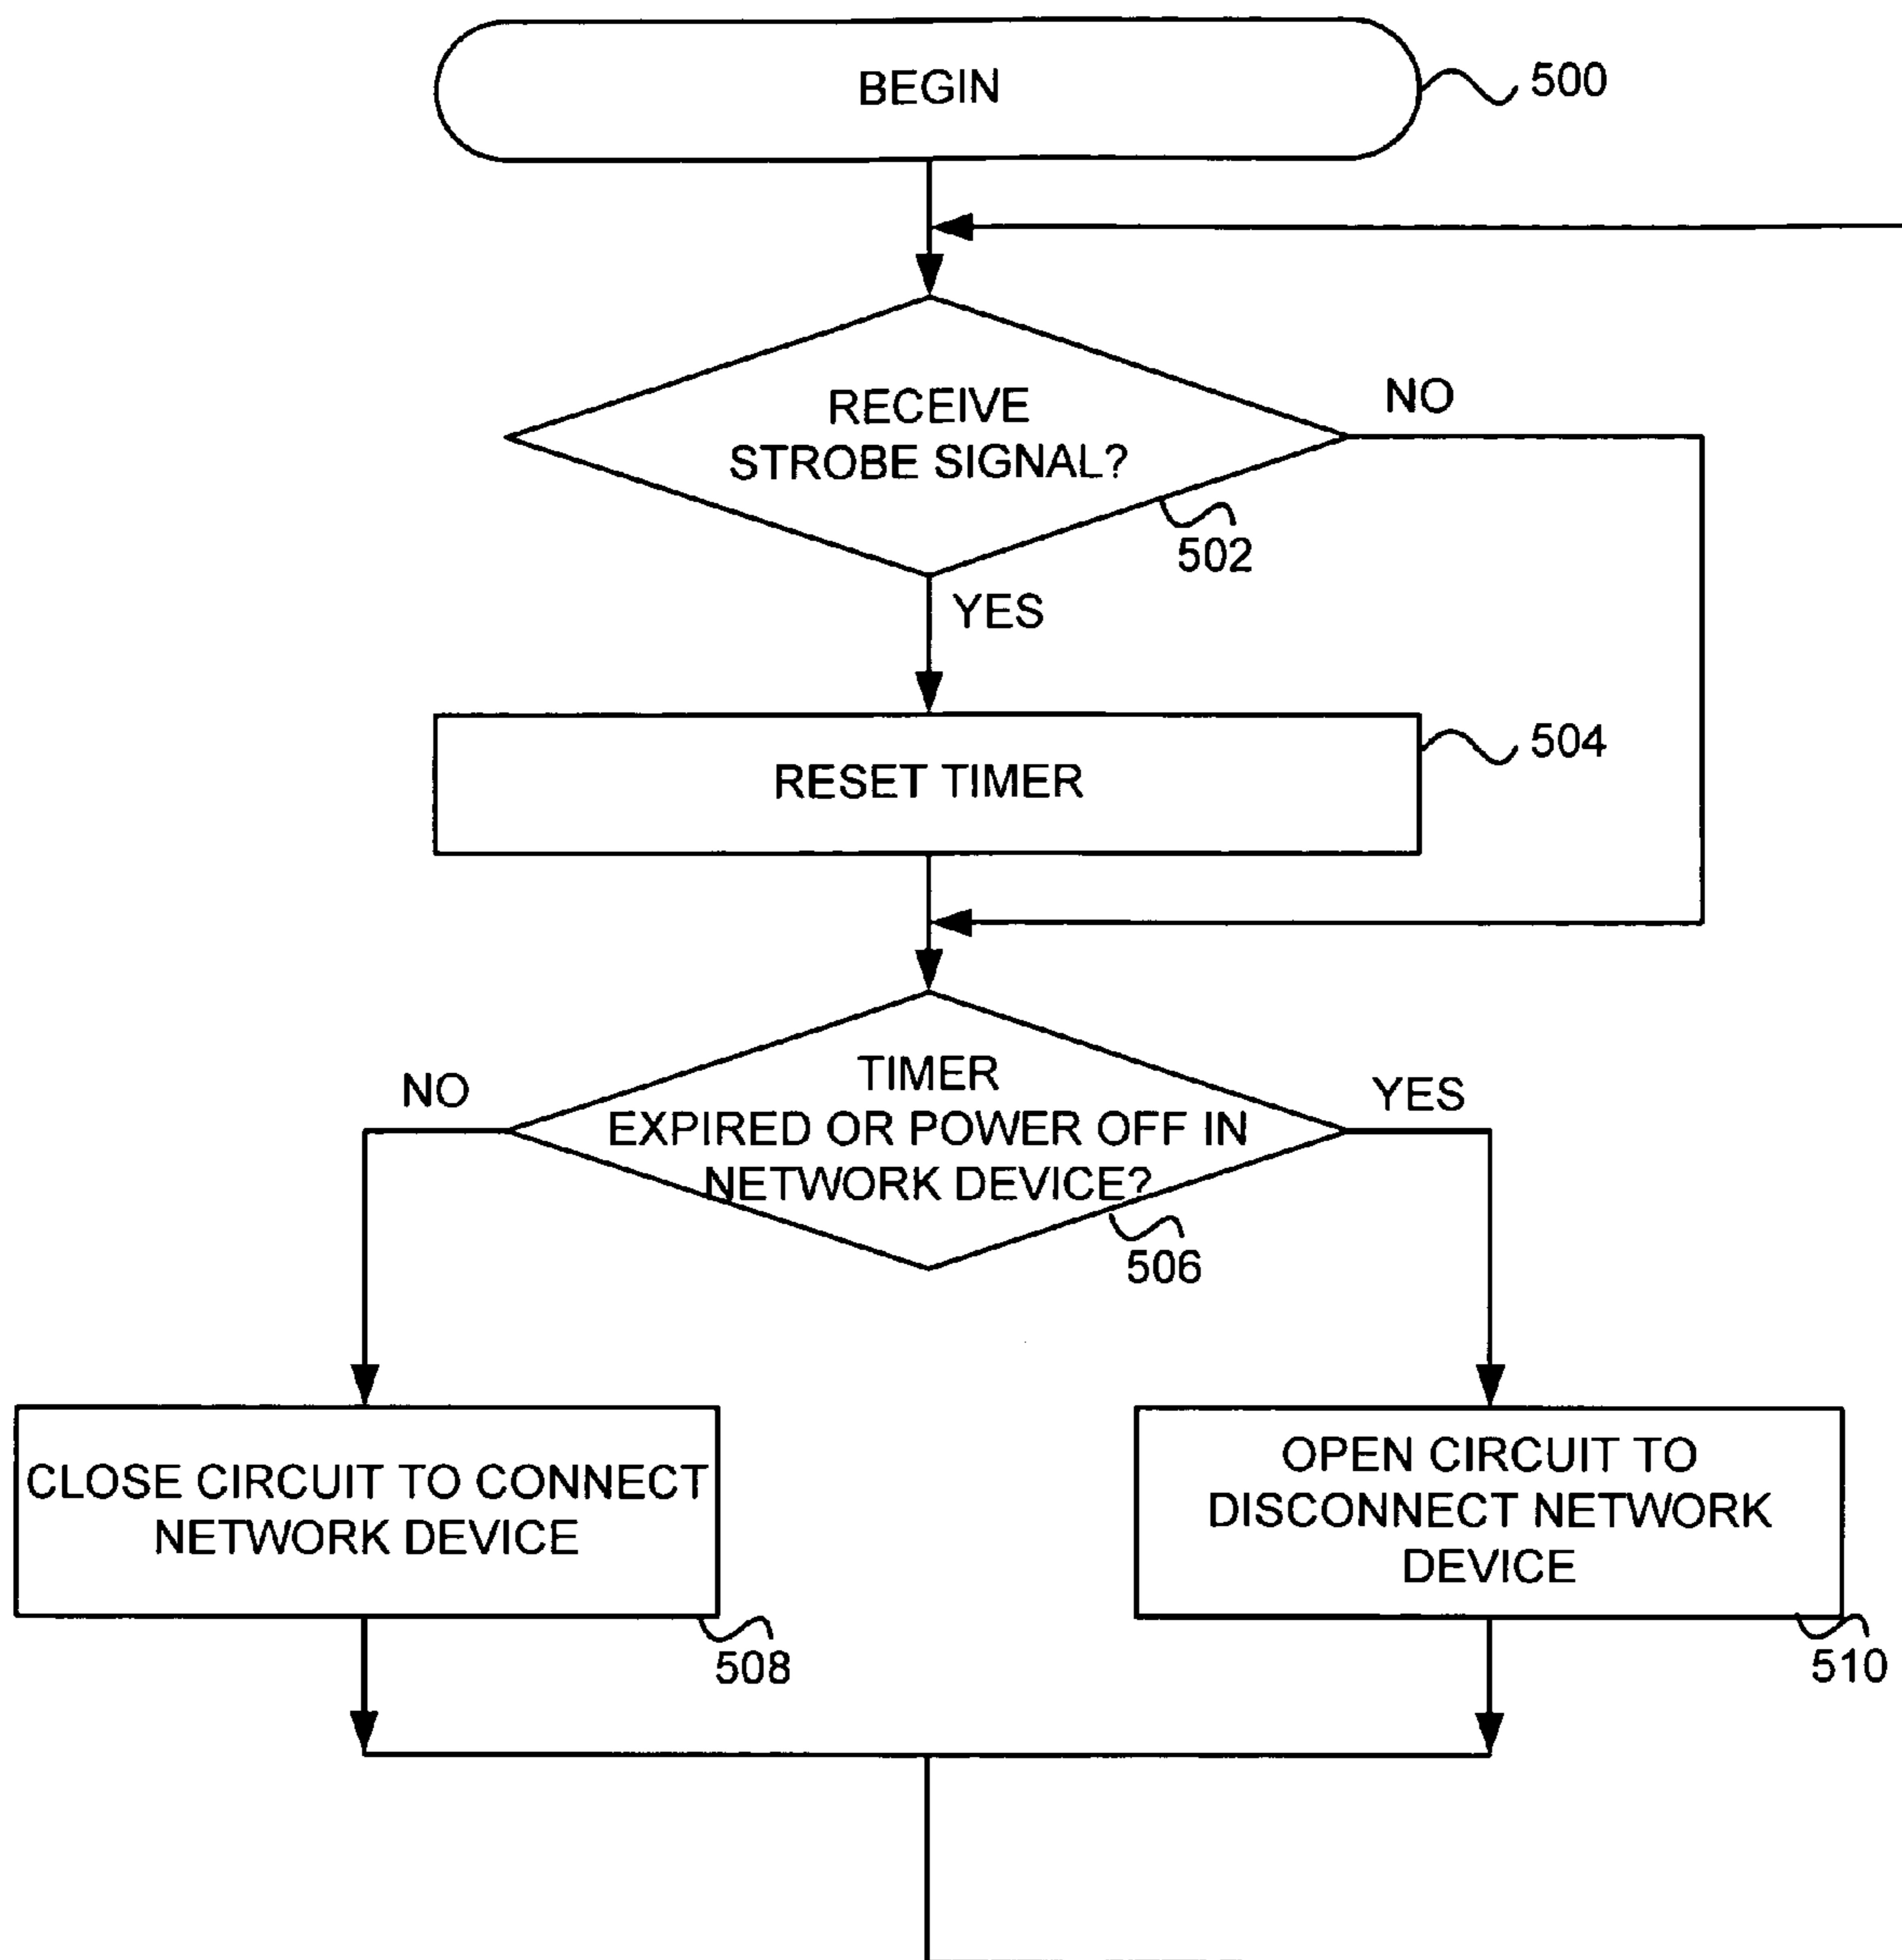 BEGIN
500
RECEIVE
STROBE SIGNAL?
NO
502
YES
RESET TIMER
504
TIMER
EXPIRED OR POWER OFF IN
NETWORK DEVICE?
NO
YES
506
CLOSE CIRCUIT TO CONNECT
NETWORK DEVICE
508
OPEN CIRCUIT TO
DISCONNECT NETWORK
DEVICE
510